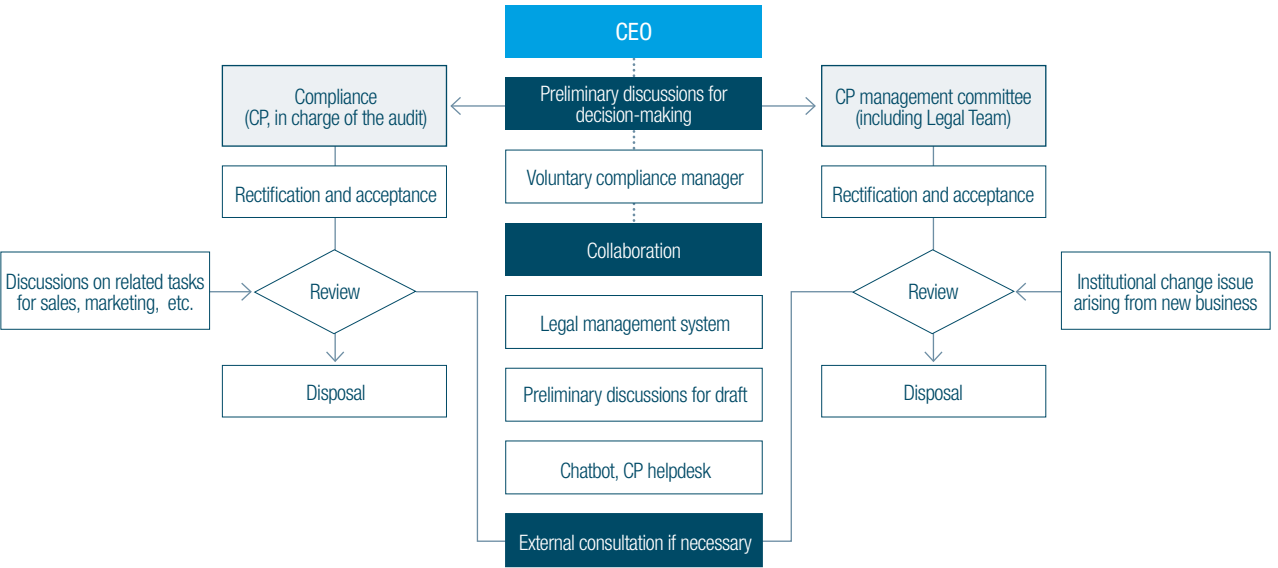 CEO
Compliance
(CP, in charge of the audit)
Preliminary discussions for
decision-making
CP management committee
(including Legal Team)
Rectification and acceptance
Voluntary compliance manager
Rectification and acceptance
Collaboration
Discussions on related tasks
for sales, marketing, etc.
Review
Review
Institutional change issue
arising from new business
Legal management system
Disposal
Preliminary discussions for draft
Disposal
Chatbot, CP helpdesk
External consultation if necessary